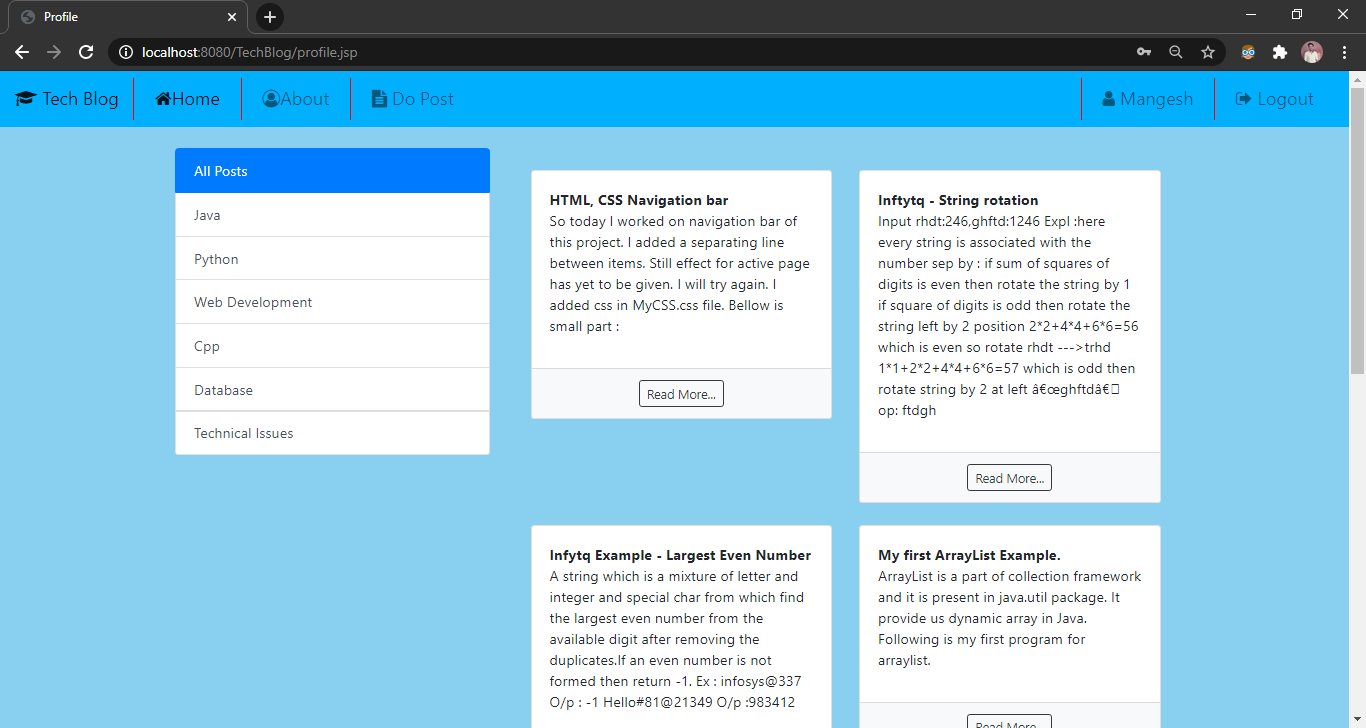 Profile
localhost:8080/TechBlog/profile.jsp
Tech Blog Home About Do Post Mangesh Logout
All Posts
Java
Python
Web Development
Cpp
Database
Technical Issues
HTML, CSS Navigation bar
So today I worked on navigation bar of
this project. I added a separating line
between items. Still effect for active page
has yet to be given. I will try again. I
added css in MyCSS.css file. Bellow is
small part :
Read More...
Inftytq - String rotation
Input rhdt:246,ghftd:1246 Expl :here
every string is associated with the
number sep by : if sum of squares of
digits is even then rotate the string by 1
if square of digits is odd then rotate the
string left by 2 position 2*2+4*4+6*6=56
which is even so rotate rhdt --->trhd
1*1+2*2+4*4+6*6=57 which is odd then
rotate string by 2 at left â€œghftdâ€
op: ftdgh
Read More...
Infytq Example - Largest Even Number
A string which is a mixture of letter and
integer and special char from which find
the largest even number from the
available digit after removing the
duplicates.If an even number is not
formed then return -1. Ex : infosys@337
O/p : -1 Hello#81@21349 O/p :983412
My first ArrayList Example.
ArrayList is a part of collection framework
and it is present in java.util package. It
provide us dynamic array in Java.
Following is my first program for
arraylist.
Read More...